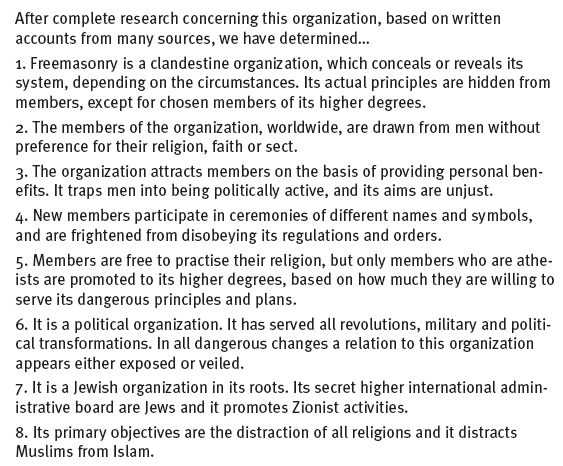 After complete research concerning this organization, based on written
accounts from many sources, we have determined...
1. Freemasonry is a clandestine organization, which conceals or reveals its
system, depending on the circumstances. Its actual principles are hidden from
members, except for chosen members of its higher degrees.
2. The members of the organization, worldwide, are drawn from men without
preference for their religion, faith or sect.
3. The organization attracts members on the basis of providing personal ben-
efits. It traps men into being politically active, and its aims are unjust.
4. New members participate in ceremonies of different names and symbols,
and are frightened from disobeying its regulations and orders.
5. Members are free to practise their religion, but only members who are athe-
ists are promoted to its higher degrees, based on how much they are willing to
serve its dangerous principles and plans.
6. It is a political organization. It has served all revolutions, military and politi-
cal transformations. In all dangerous changes a relation to this organization
appears either exposed or veiled.
7. It is a Jewish organization in its roots. Its secret higher international admin-
istrative board are Jews and it promotes Zionist activities.
8. Its primary objectives are the distraction of all religions and it distracts
Muslims from Islam.